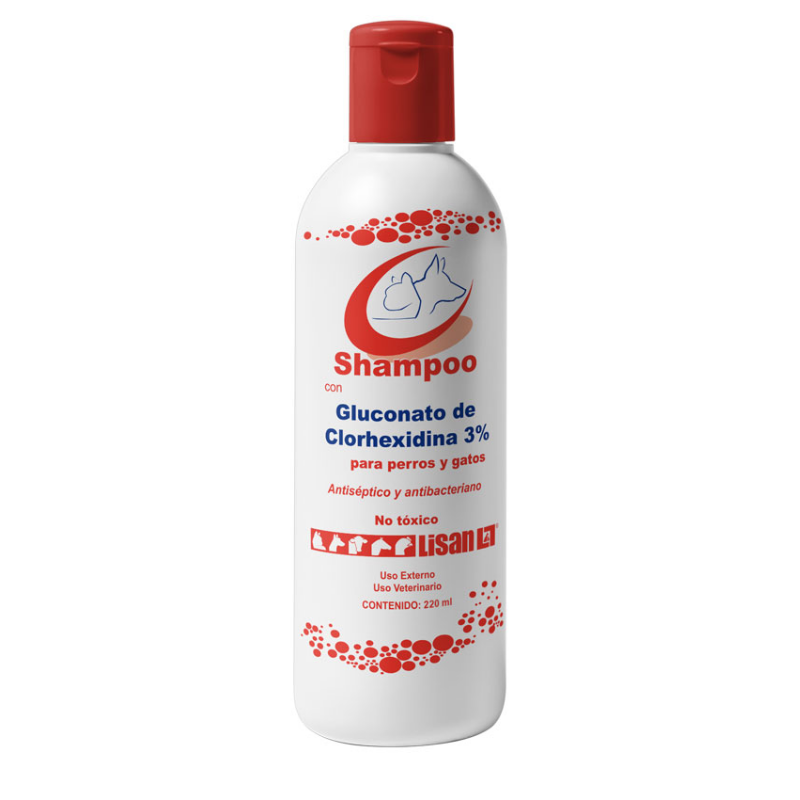 Shampoo
con
Gluconato de
Clorhexidina 3%
para perros y gatos
Antiséptico y antibacteriano
No tóxico
Lisan ®
Uso Externo
Uso Veterinario
CONTENIDO: 220 ml